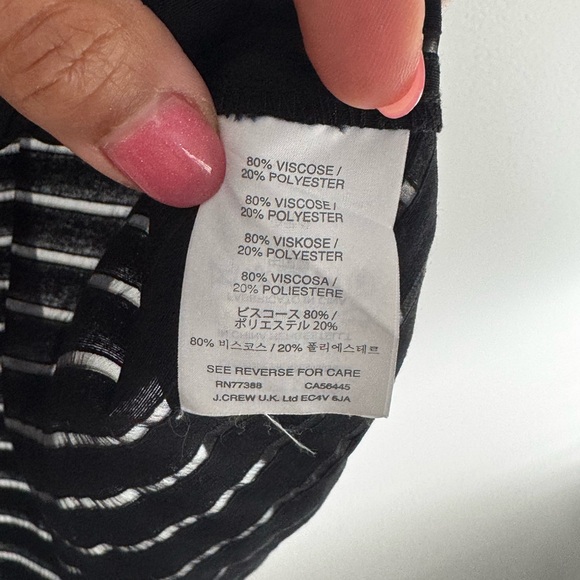 80% VISCOSE /
20% POLYESTER
80% VISCOSE /
20% POLYESTER
80% VISKOSE /
20% POLYESTER
80% VISCOSA /
20% POLIESTERE
ビスコース 80% /
ポリエステル 20%
80% 비스코스 / 20% 폴리에스테르
SEE REVERSE FOR CARE
RN77388 CA56445
J.CREW U.K. Ltd EC4V 6JA